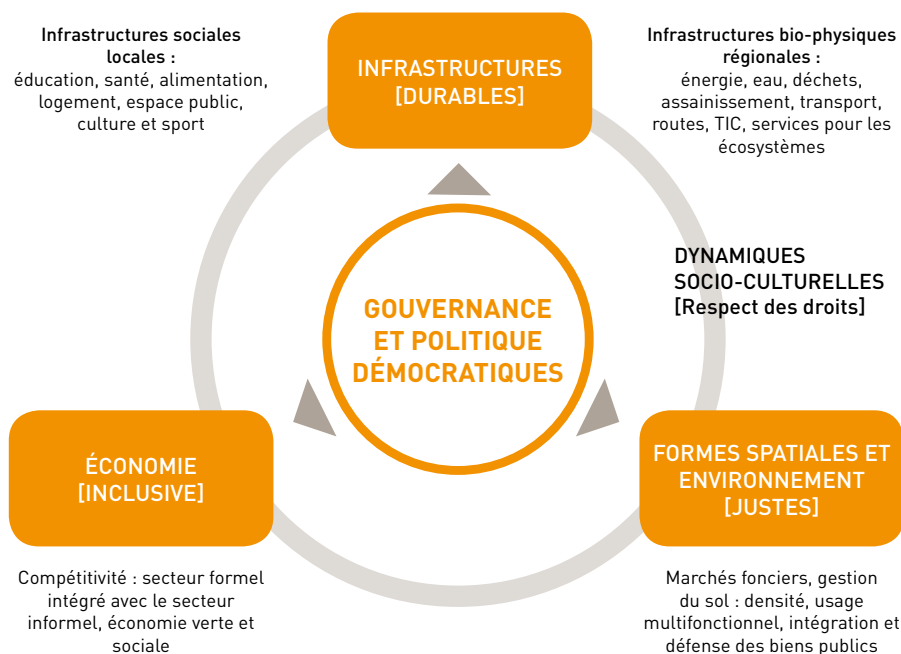 Infrastructures sociales
locales :
éducation, santé, alimentation,
logement, espace public,
culture et sport
INFRASTRUCTURES
[DURABLES]
Infrastructures bio-physiques
régionales :
énergie, eau, déchets,
assainissement, transport,
routes, TIC, services pour les
écosystèmes
DYNAMIQUES
SOCIO-CULTURELLES
[Respect des droits]
GOUVERNANCE
ET POLITIQUE
DÉMOCRATIQUES
ÉCONOMIE
[INCLUSIVE]
FORMES SPATIALES ET
ENVIRONNEMENT
[JUSTES]
Compétitivité : secteur formel
intégré avec le secteur
informel, économie verte et
sociale
Marchés fonciers, gestion
du sol : densité, usage
multifonctionnel, intégration et
défense des biens publics